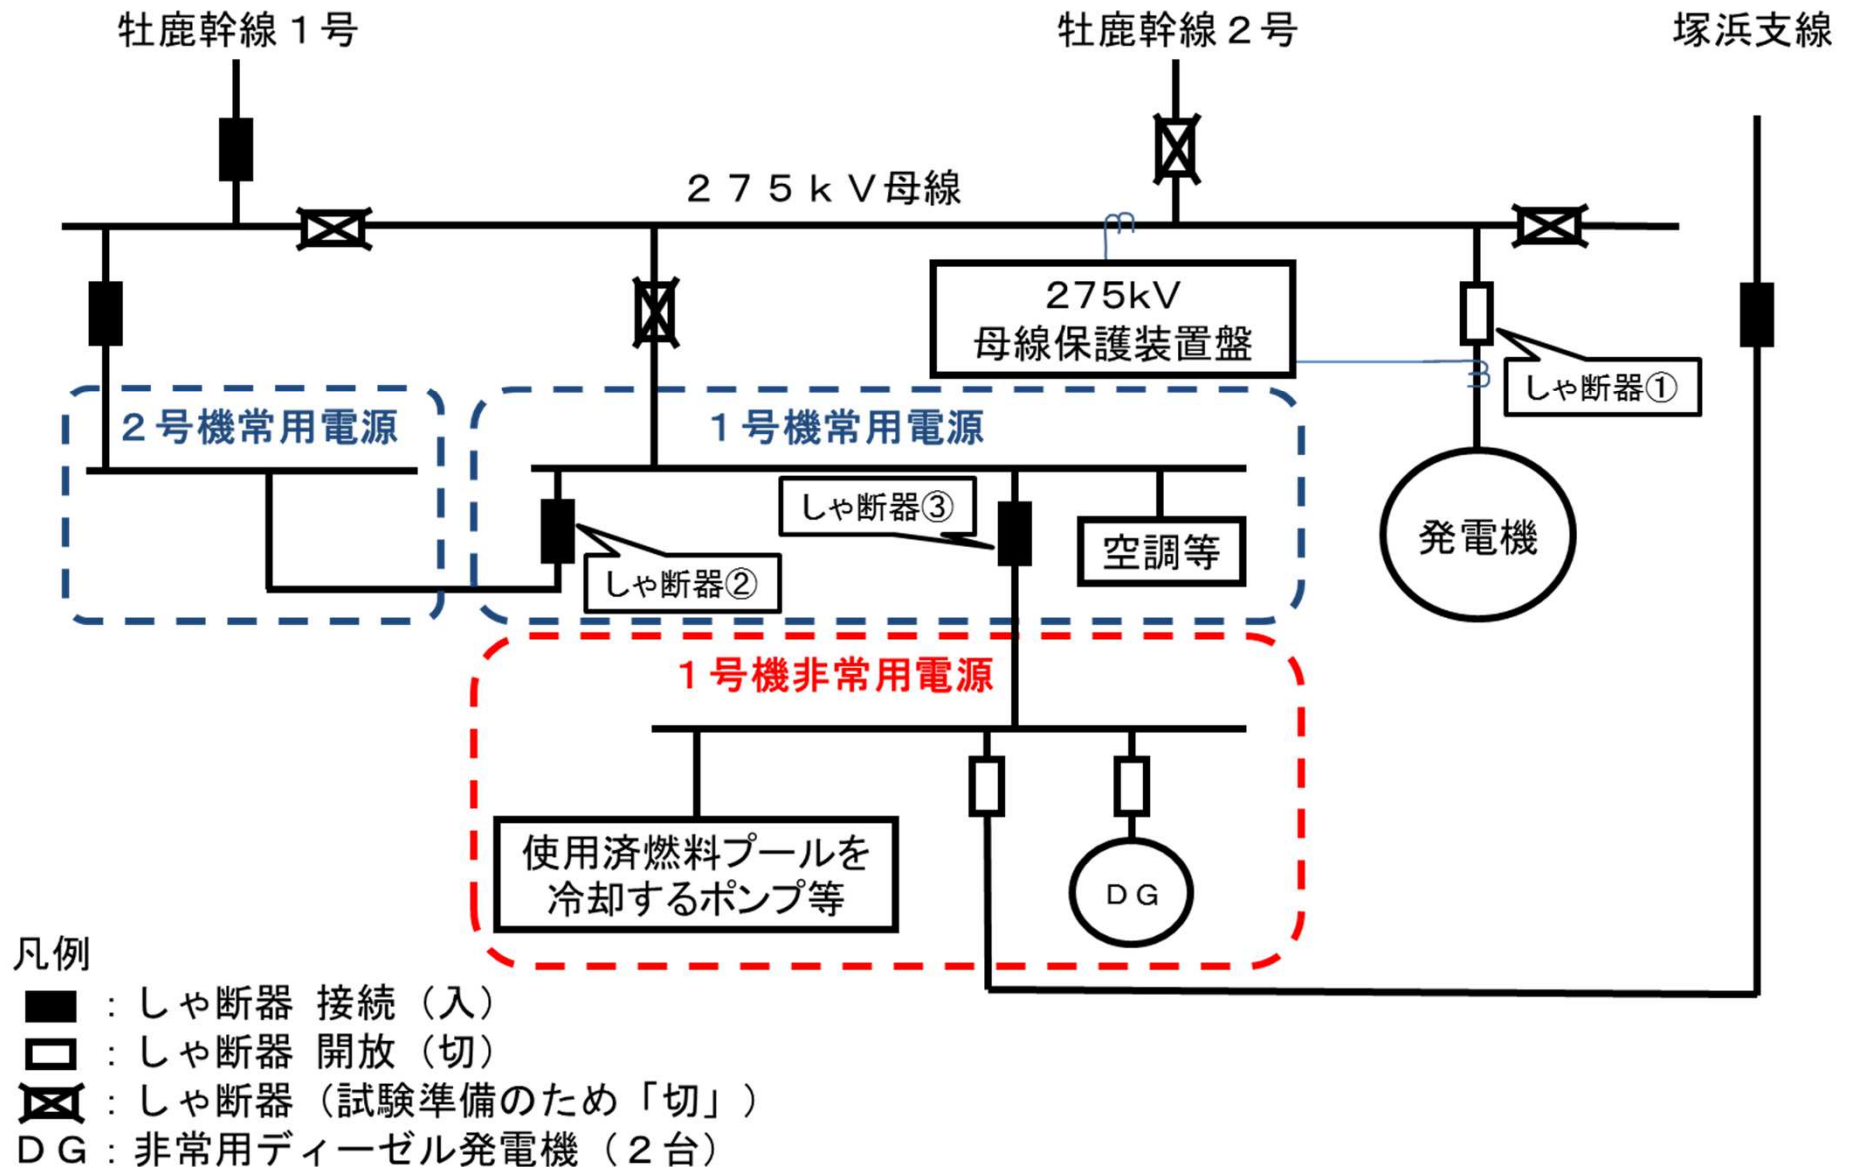 牡鹿幹線１号
牡鹿幹線２号
塚浜支線
２７５ｋＶ母線
275kV
母線保護装置盤
しゃ断器①
２号機常用電源
１号機常用電源
しゃ断器③
しゃ断器②
空調等
発電機
１号機非常用電源
使用済燃料プールを
冷却するポンプ等
ＤＧ
凡例
：しゃ断器 接続（入）
：しゃ断器 開放（切）
：しゃ断器（試験準備のため「切」）
ＤＧ：非常用ディーゼル発電機（２台）